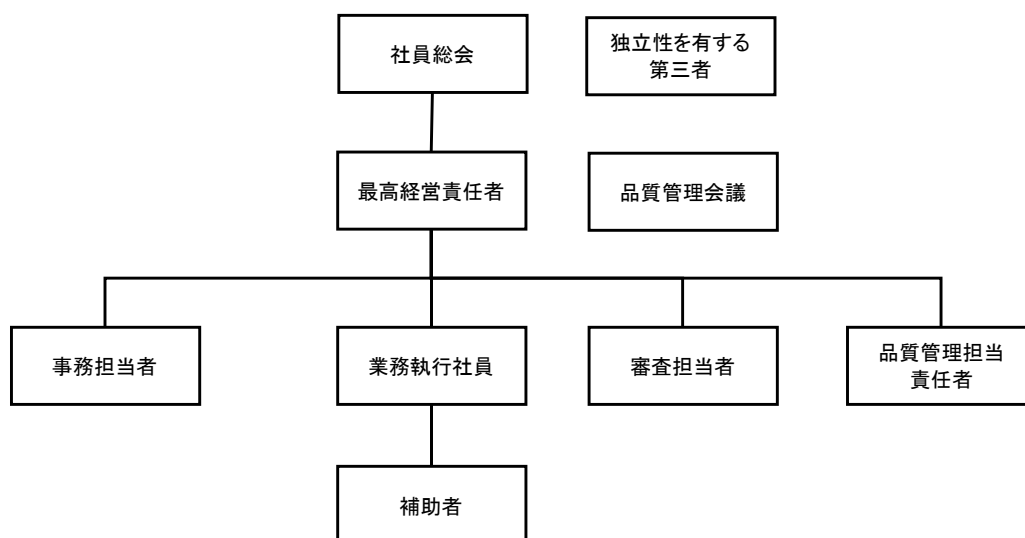 社員総会
独立性を有する
第三者
最高経営責任者
品質管理会議
事務担当者
業務執行社員
審査担当者
品質管理担当
責任者
補助者